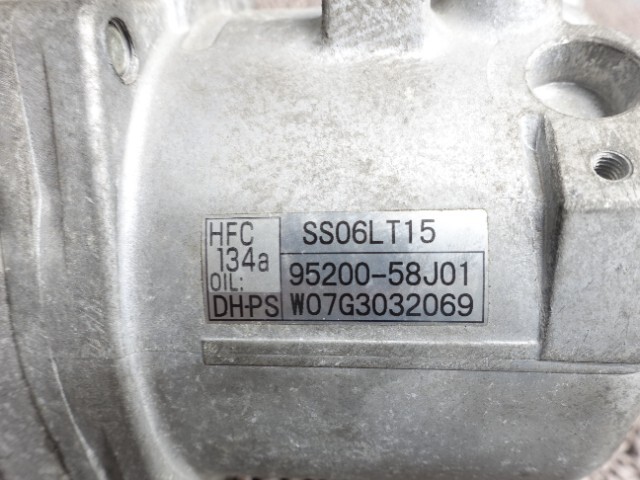 HFC
134a
OIL:
DH-PS
SS06LT15
95200-58J01
W07G3032069